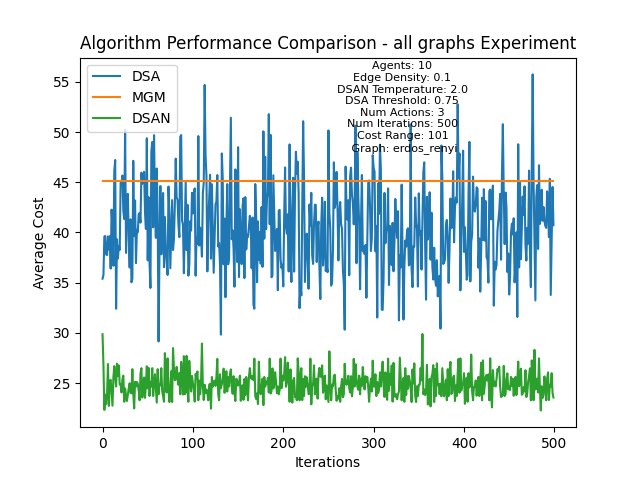 Algorithm Performance Comparison - all graphs Experiment
DSA
MGM
DSAN
Agents: 10
Edge Density: 0.1
DSAN Temperature: 2.0
DSA Threshold: 0.75
Num Actions: 3
Num Iterations: 500
Cost Range: 101
Graph: erdos_renyi
Average Cost
55
50
45
40
35
30
25
0 100 200 300 400 500
Iterations